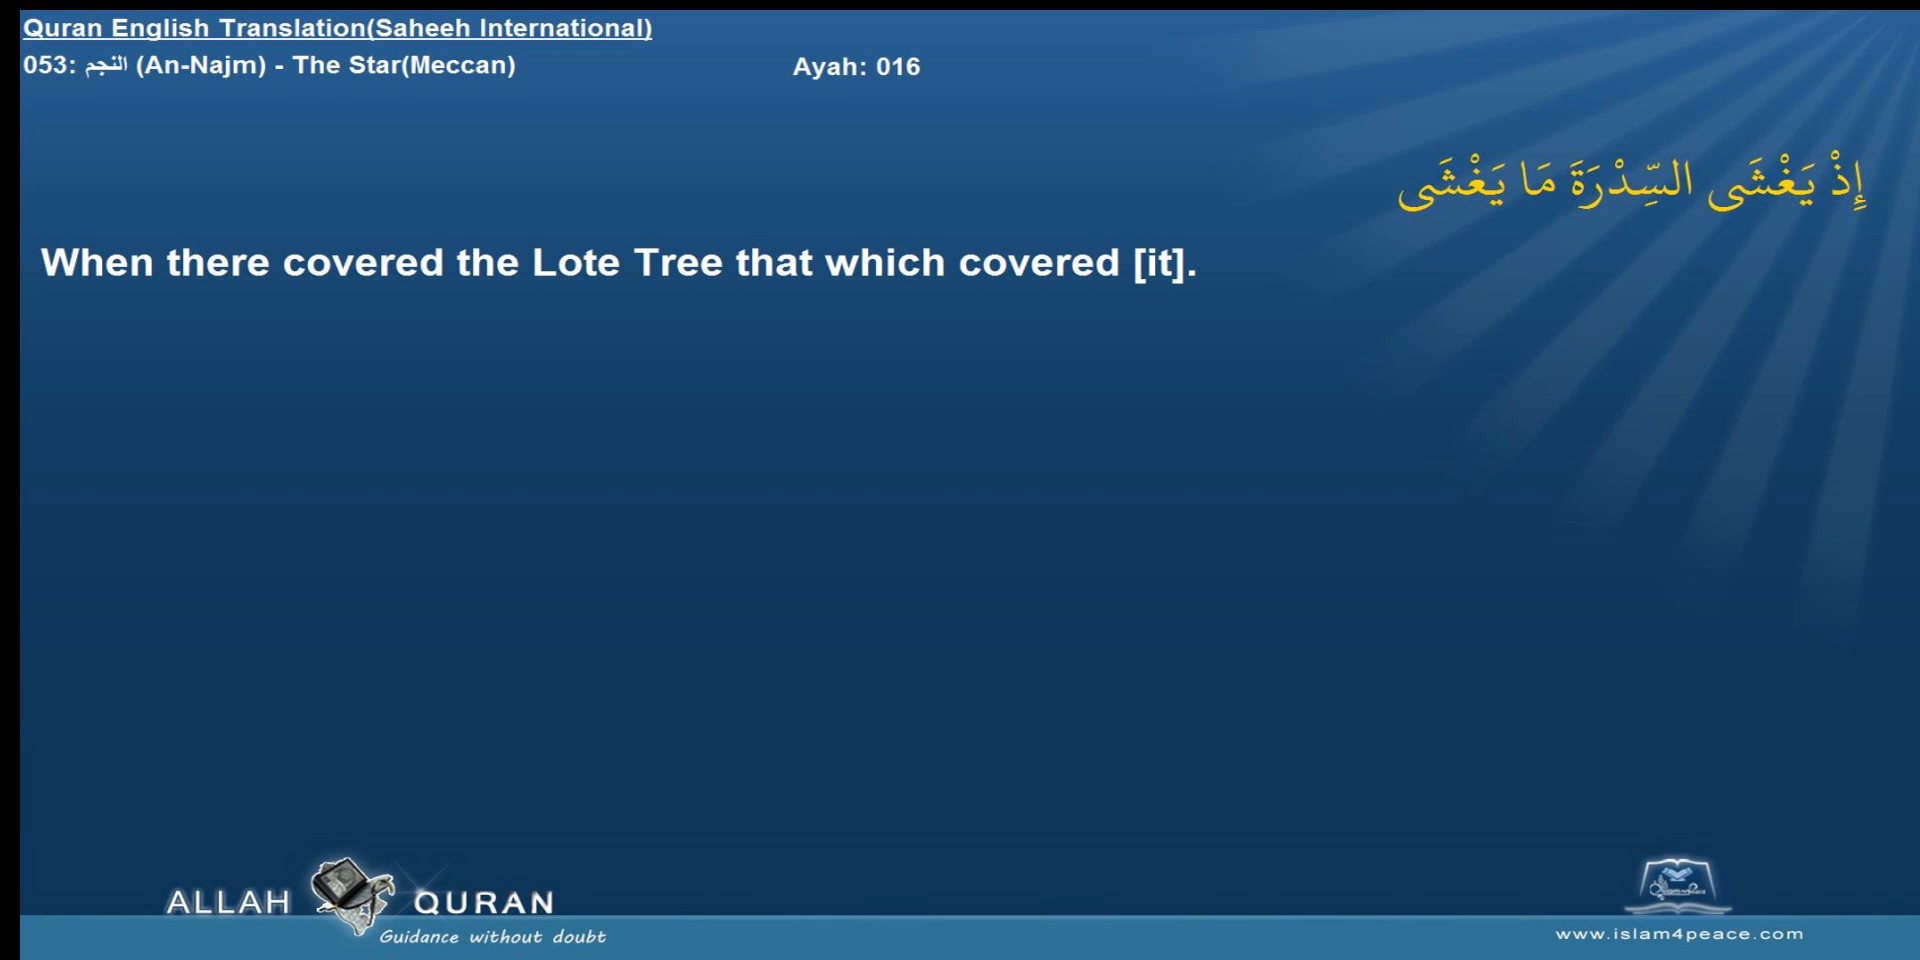 Quran English Translation(Saheeh International)
053: النجم (An-Najm) - The Star(Meccan)
Ayah: 016
إِذْ يَغْشَى السِّدْرَةَ مَا يَغْشَى
When there covered the Lote Tree that which covered [it].
ALLAH QURAN
Guidance without doubt
www.islam4peace.com